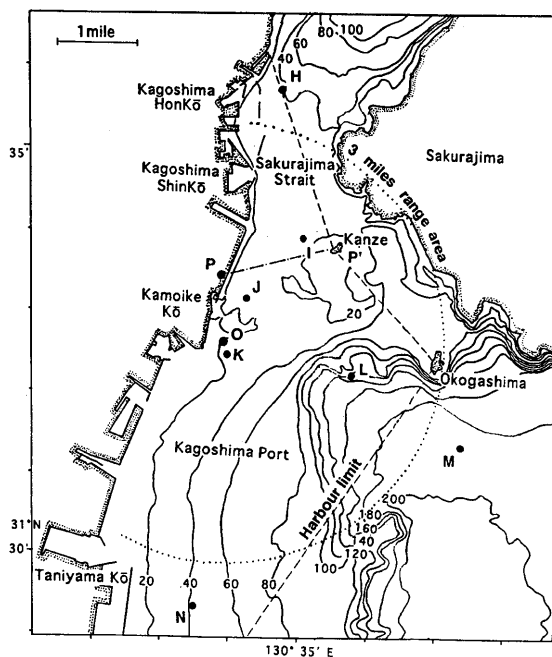 1mile
80
100
60
40
H
Kagoshima
HonKō
35'
Sakurajima
Strait
3 miles range area
Sakurajima
Kagoshima
ShinKō
Kanze
I
P'
P
J
Kamoike
Kō
20
O
K
L
Okogashima
Kagoshima Port
M
Harbour limit
200
180
160
140
120
100
31°N
30'
Taniyama Kō
20
40
60
80
N
130° 35' E